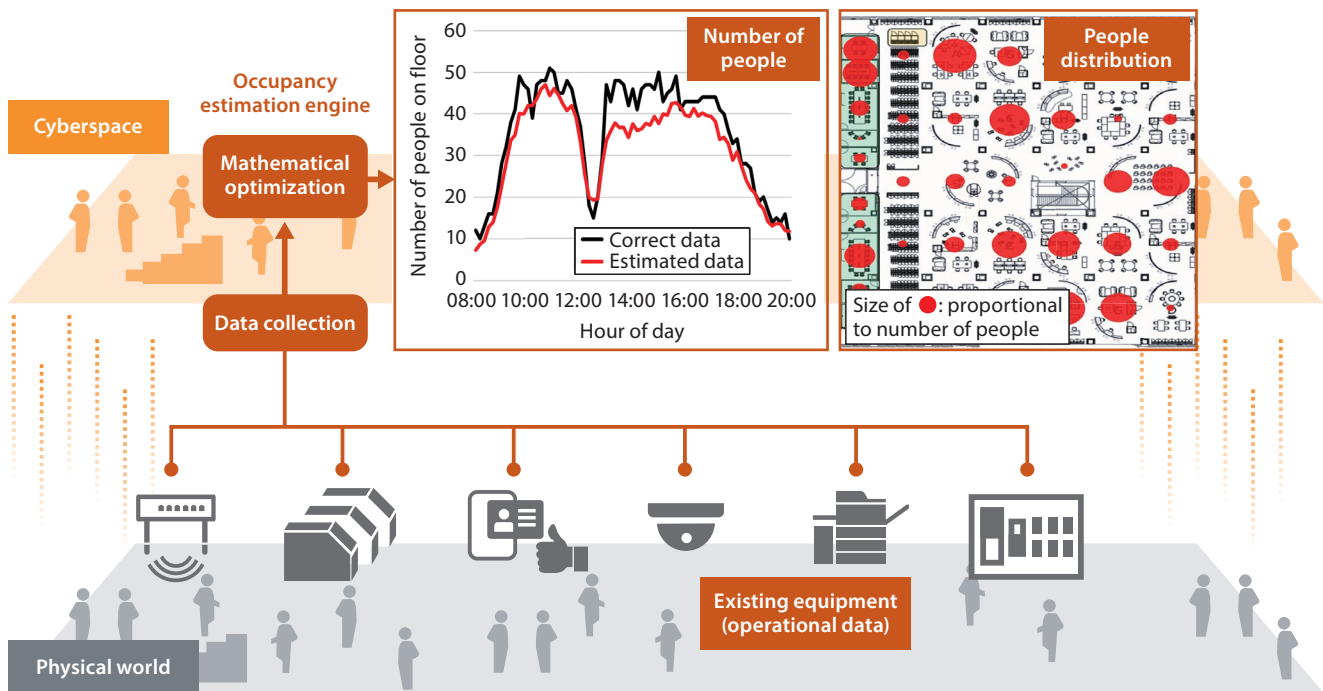 Cyberspace
Occupancy
estimation engine
Mathematical
optimization
Data collection
Number of people on floor
60
50
40
30
20
10
0
08:00 10:00 12:00 14:00 16:00 18:00 20:00
Hour of day
Number of
people
Correct data
Estimated data
People
distribution
Size of : proportional
to number of people
Existing equipment
(operational data)
Physical world